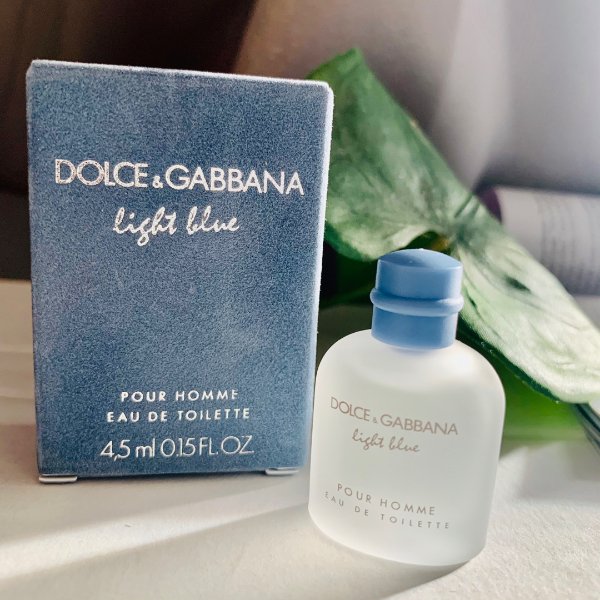 DOLCE & GABBANA
light blue
POUR HOMME
EAU DE TOILETTE
4,5 ml 0.15 FL. OZ
DOLCE & GABBANA
light blue
POUR HOMME
EAU DE TOILETTE